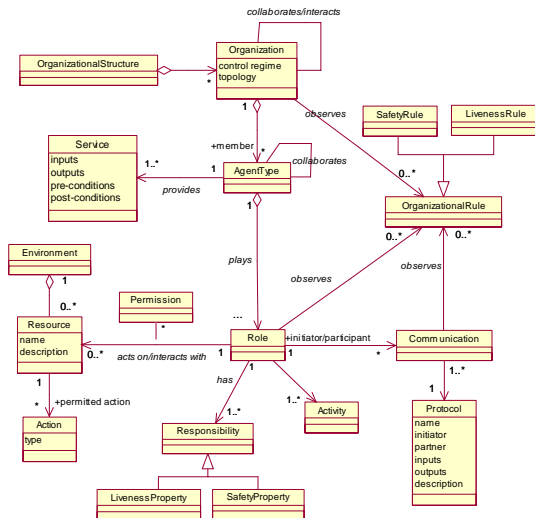 collaborates/interacts
Organization
control regime
topology
OrganizationalStructure
*
1
observes
SafetyRule
LivenessRule
Service
inputs
outputs
pre-conditions
post-conditions
+member
*
1..*
1
provides
AgentType
collaborates
1
0..*
OrganizationalRule
0..*
0..*
Environment
1
plays
observes
observes
0..*
Permission
*
...
Resource
name
description
0..*
acts on/interacts with
1
Role
+initiator/participant
1
*
Communication
1
1
1
1..*
has
*
+permitted action
1..*
1..*
1
Action
type
Responsibility
Activity
Protocol
name
initiator
partner
inputs
outputs
description
LivenessProperty
SafetyProperty